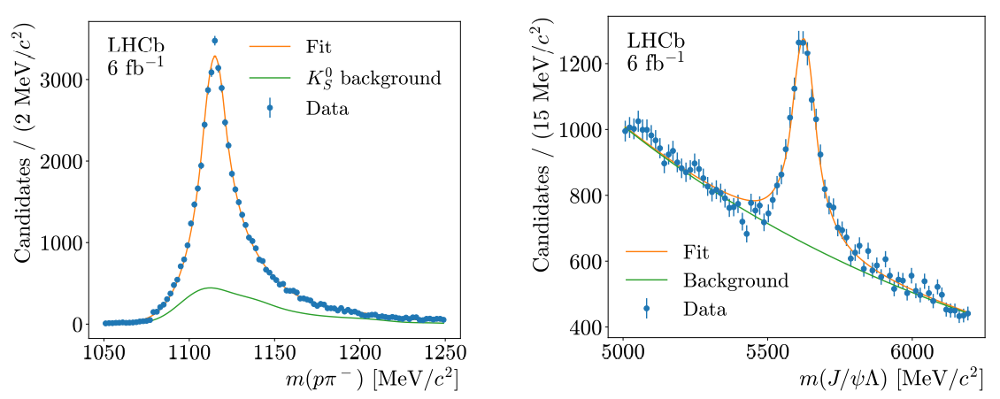 Candidates / (2 MeV/c²)
3000
2000
1000
0
LHCb
6 fb⁻¹
Fit
K⁰_S background
Data
1050 1100 1150 1200 1250
m(pπ⁻) [MeV/c²]
Candidates / (15 MeV/c²)
1200
1000
800
600
400
LHCb
6 fb⁻¹
Fit
Background
Data
5000 5500 6000
m(J/ψΛ) [MeV/c²]